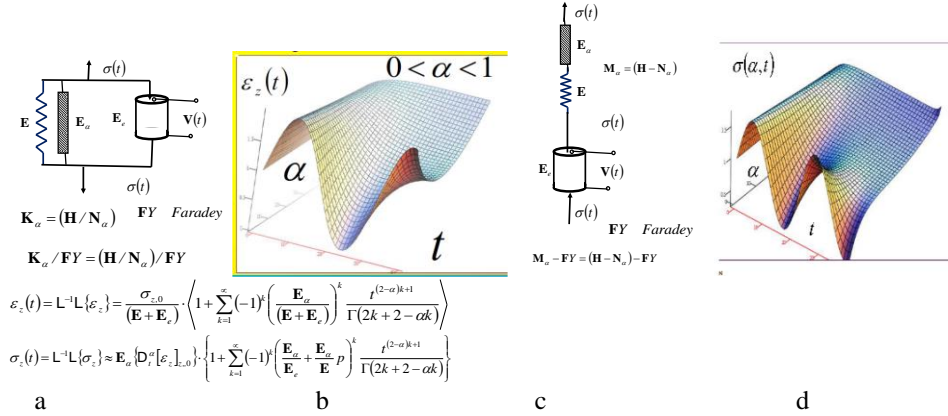 σ(t)
E
E_α
E_e
V(t)
σ(t)
K_α = (H/N_α) FY Faradey
K_α/FY = (H/N_α)/FY
ε_z(t)
0 < α < 1
α
t
σ(t)
E_α
M_α = (H − N_α)
E
σ(t)
E_e
V(t)
σ(t)
FY Faradey
M_α − FY = (H − N_α) − FY
σ(α,t)
α
t
ε_z(t) = L⁻¹L{ε_z} = σ_{z,0}/(E + E_e) · ⟨1 + ∑_{k=1}^{∞} (−1)^k (E_α/(E + E_e))^k t^{(2−α)k+1}/Γ(2k + 2 − αk)⟩
σ_z(t) = L⁻¹L{σ_z} ≈ E_α{D_t^α[ε_z]_{z,0}} · {1 + ∑_{k=1}^{∞} (−1)^k (E_α/E_e + E_α/E p)^k t^{(2−α)k+1}/Γ(2k + 2 − αk)}
a b c d